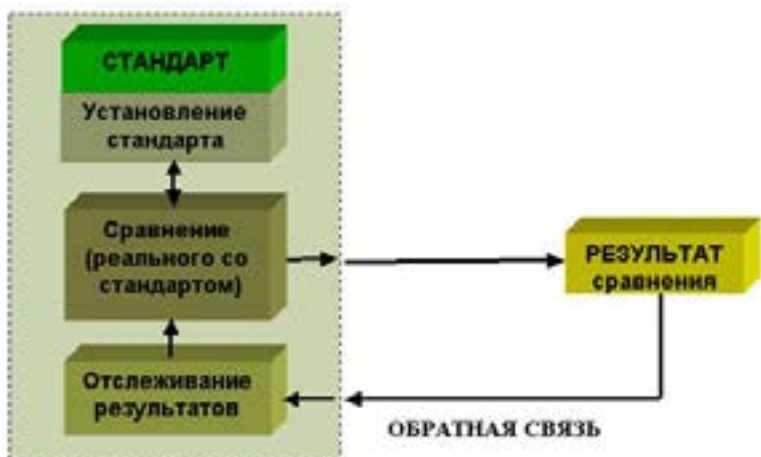 СТАНДАРТ
Установление
стандарта
Сравнение
(реального со
стандартом)
РЕЗУЛЬТАТ
сравнения
Отслеживание
результатов
ОБРАТНАЯ СВЯЗЬ